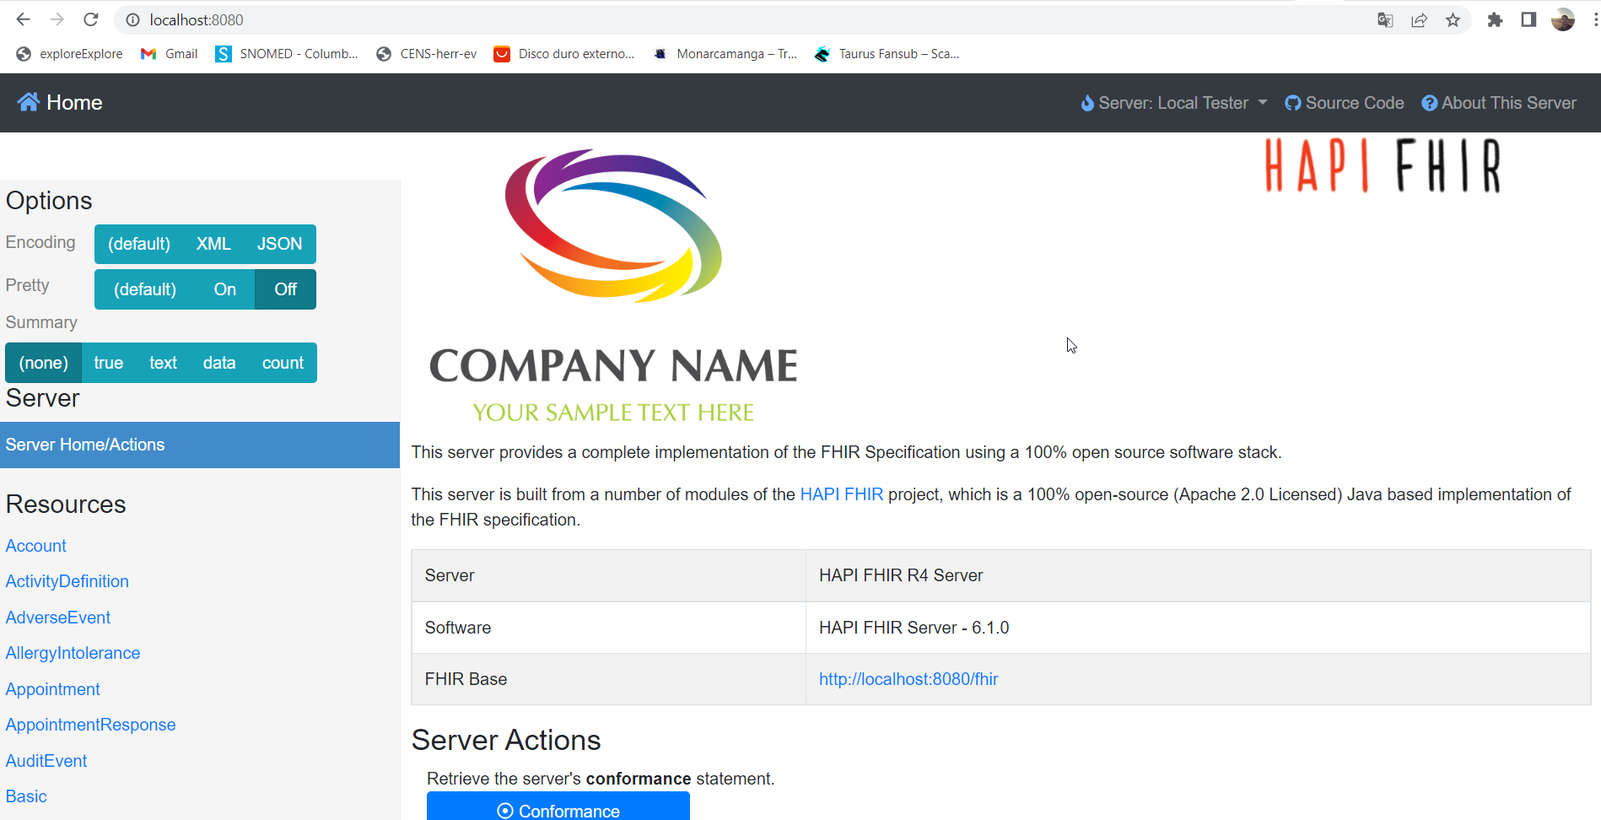 localhost:8080
exploreExplore
Gmail
SNOMED - Columb...
CENS-herr-ev
Disco duro externo...
Monarcamanga – Tr...
Taurus Fansub – Sca...
Home
Server: Local Tester
Source Code
About This Server
HAPI FHIR
Options
Encoding (default) XML JSON
Pretty (default) On Off
Summary
(none) true text data count
Server
Server Home/Actions
Resources
Account
ActivityDefinition
AdverseEvent
AllergyIntolerance
Appointment
AppointmentResponse
AuditEvent
Basic
COMPANY NAME
YOUR SAMPLE TEXT HERE
This server provides a complete implementation of the FHIR Specification using a 100% open source software stack.
This server is built from a number of modules of the HAPI FHIR project, which is a 100% open-source (Apache 2.0 Licensed) Java based implementation of
the FHIR specification.
Server HAPI FHIR R4 Server
Software HAPI FHIR Server - 6.1.0
FHIR Base http://localhost:8080/fhir
Server Actions
Retrieve the server's conformance statement.
Conformance